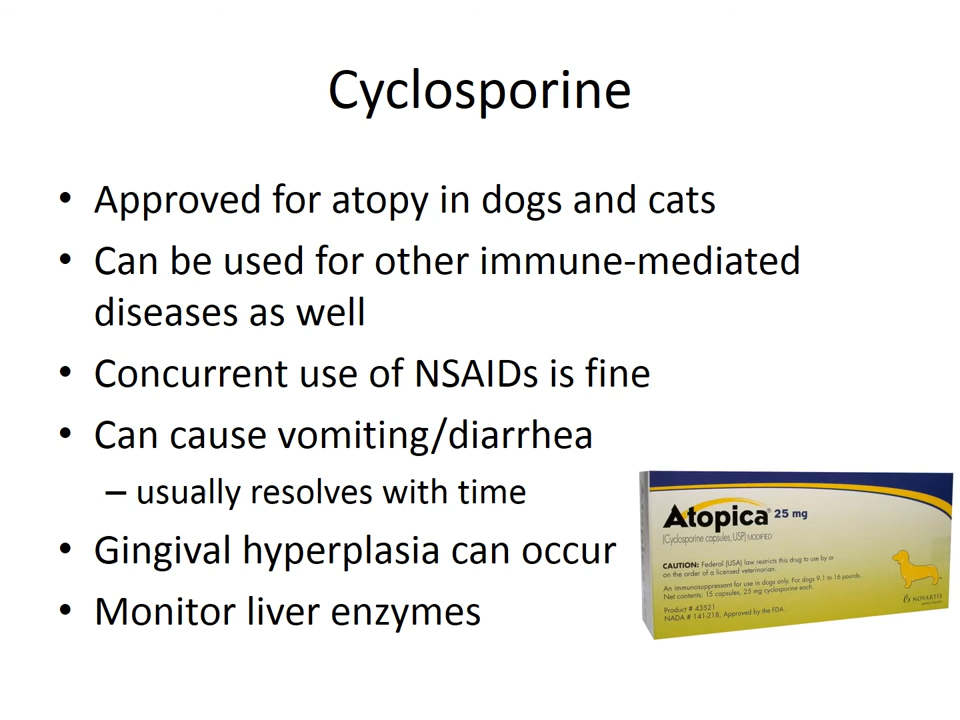 Cyclosporine
• Approved for atopy in dogs and cats
• Can be used for other immune-mediated
diseases as well
• Concurrent use of NSAIDs is fine
• Can cause vomiting/diarrhea
– usually resolves with time
• Gingival hyperplasia can occur
• Monitor liver enzymes
Atopica 25 mg
(Cyclosporine capsules, USP) MODIFIED
CAUTION: Federal (USA) law restricts this drug to use by or
on the order of a licensed veterinarian.
An immunosuppressant for use in dogs only. For dogs 9.1 to 16 pounds.
Net contents: 15 capsules, 25 mg cyclosporine each.
Product # 43521
NADA # 141-218, Approved by the FDA.
NOVARTIS